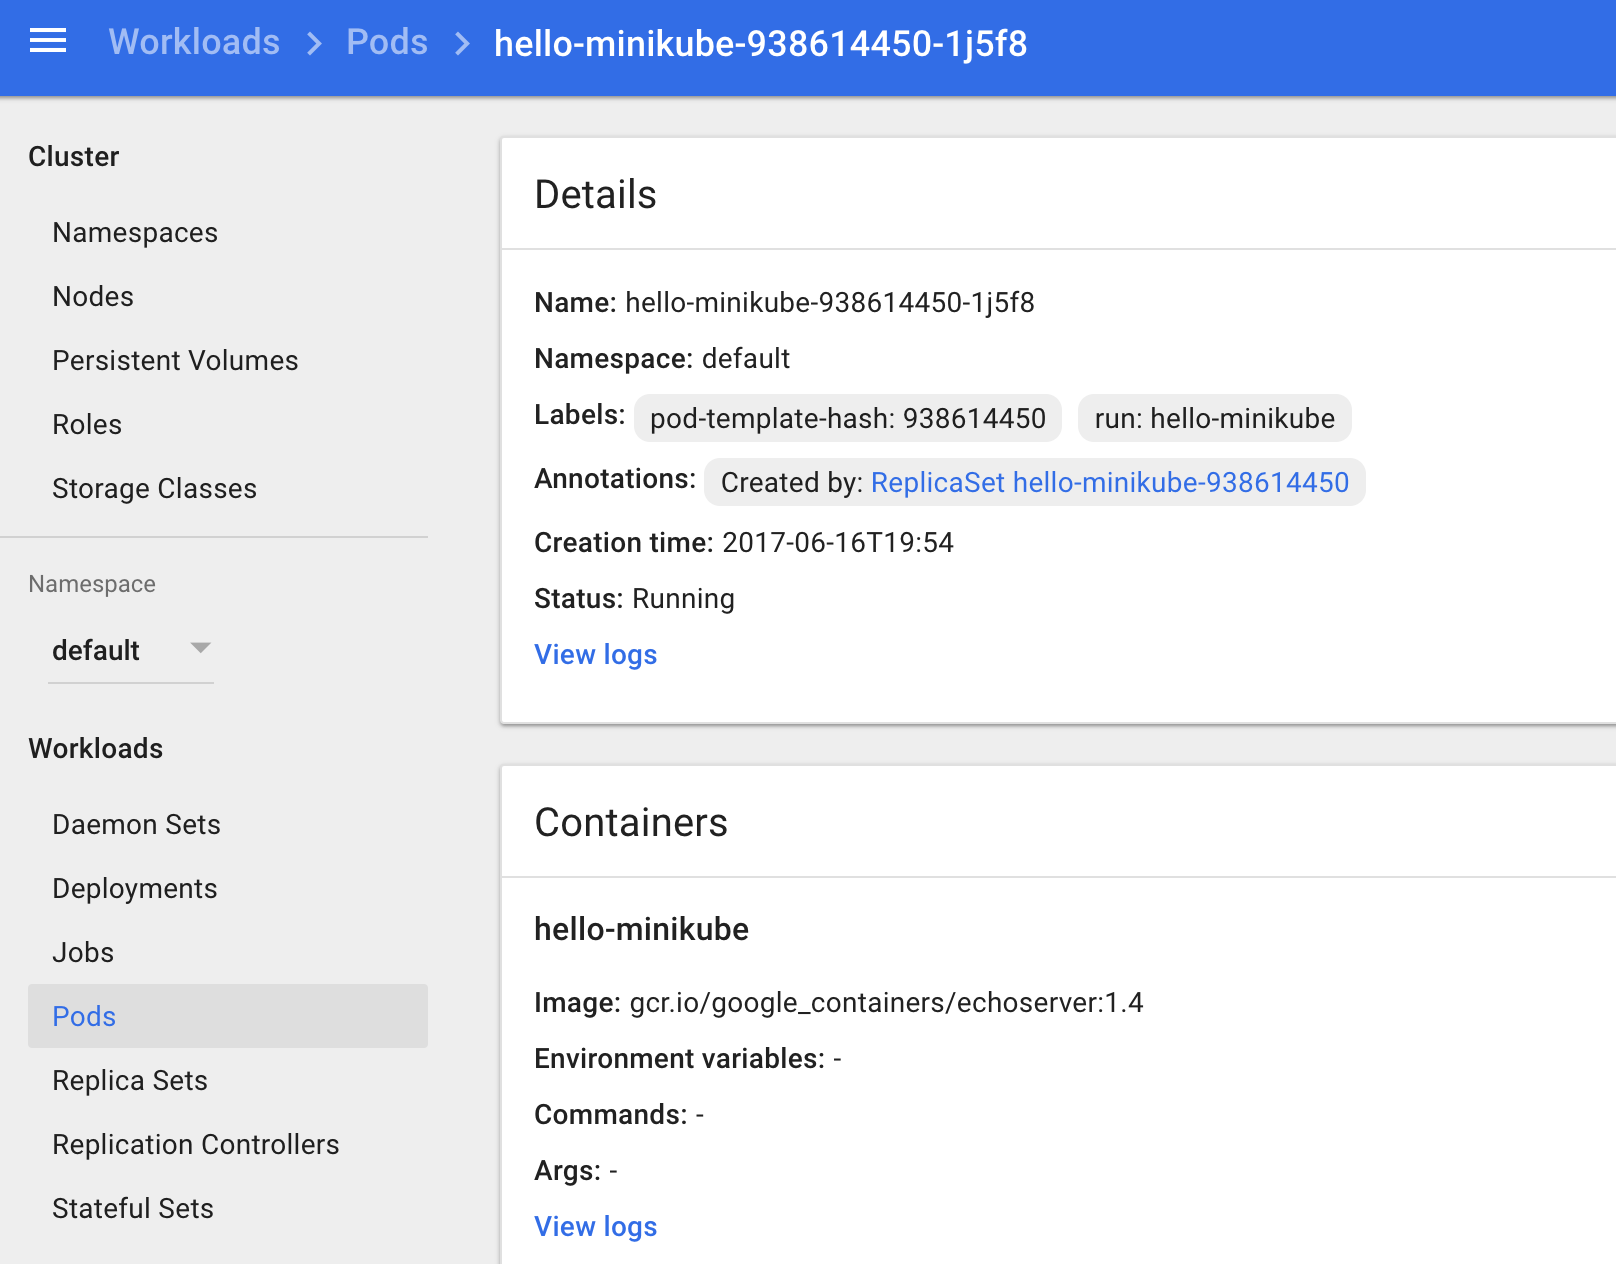 Workloads > Pods > hello-minikube-938614450-1j5f8
Cluster
Namespaces
Nodes
Persistent Volumes
Roles
Storage Classes
Namespace
default
Workloads
Daemon Sets
Deployments
Jobs
Pods
Replica Sets
Replication Controllers
Stateful Sets
Details
Name: hello-minikube-938614450-1j5f8
Namespace: default
Labels: pod-template-hash: 938614450 run: hello-minikube
Annotations: Created by: ReplicaSet hello-minikube-938614450
Creation time: 2017-06-16T19:54
Status: Running
View logs
Containers
hello-minikube
Image: gcr.io/google_containers/echoserver:1.4
Environment variables: -
Commands: -
Args: -
View logs